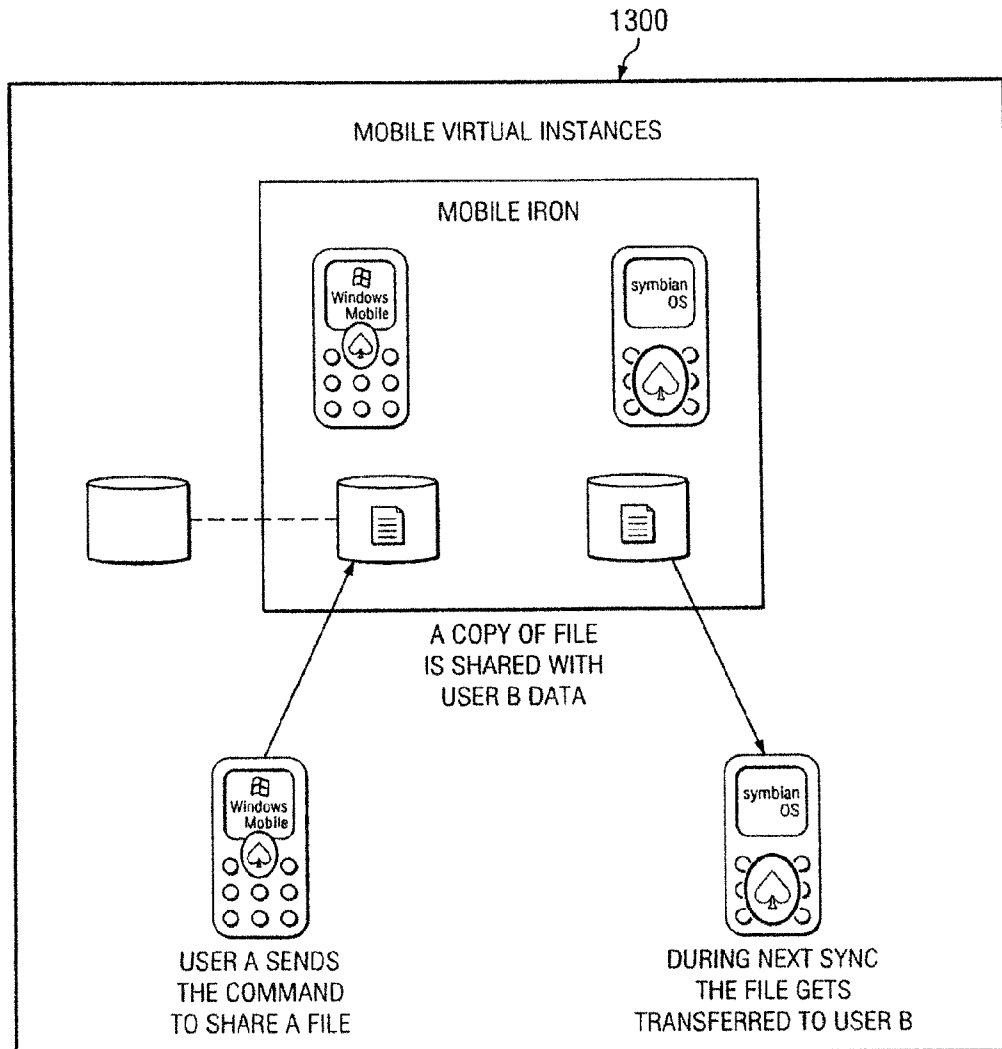 1300
MOBILE VIRTUAL INSTANCES
MOBILE IRON
Windows
Mobile
symbian
OS
A COPY OF FILE
IS SHARED WITH
USER B DATA
Windows
Mobile
symbian
OS
USER A SENDS
THE COMMAND
TO SHARE A FILE
DURING NEXT SYNC
THE FILE GETS
TRANSFERRED TO USER B